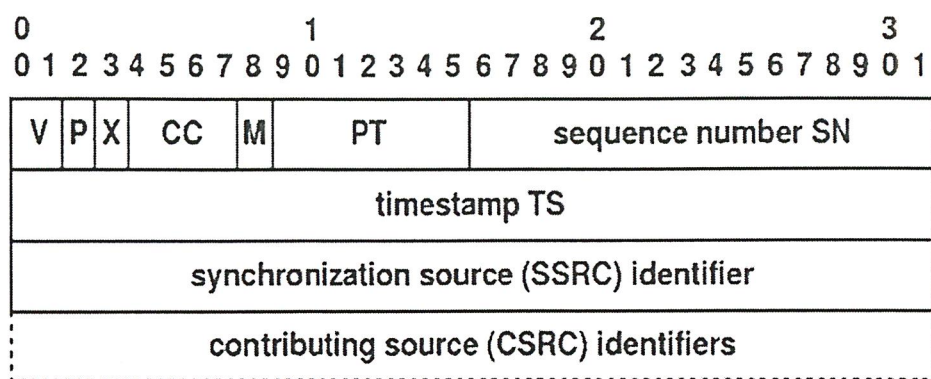 0 1 2 3
0 1 2 3 4 5 6 7 8 9 0 1 2 3 4 5 6 7 8 9 0 1 2 3 4 5 6 7 8 9 0 1
V P X CC M PT sequence number SN
timestamp TS
synchronization source (SSRC) identifier
contributing source (CSRC) identifiers